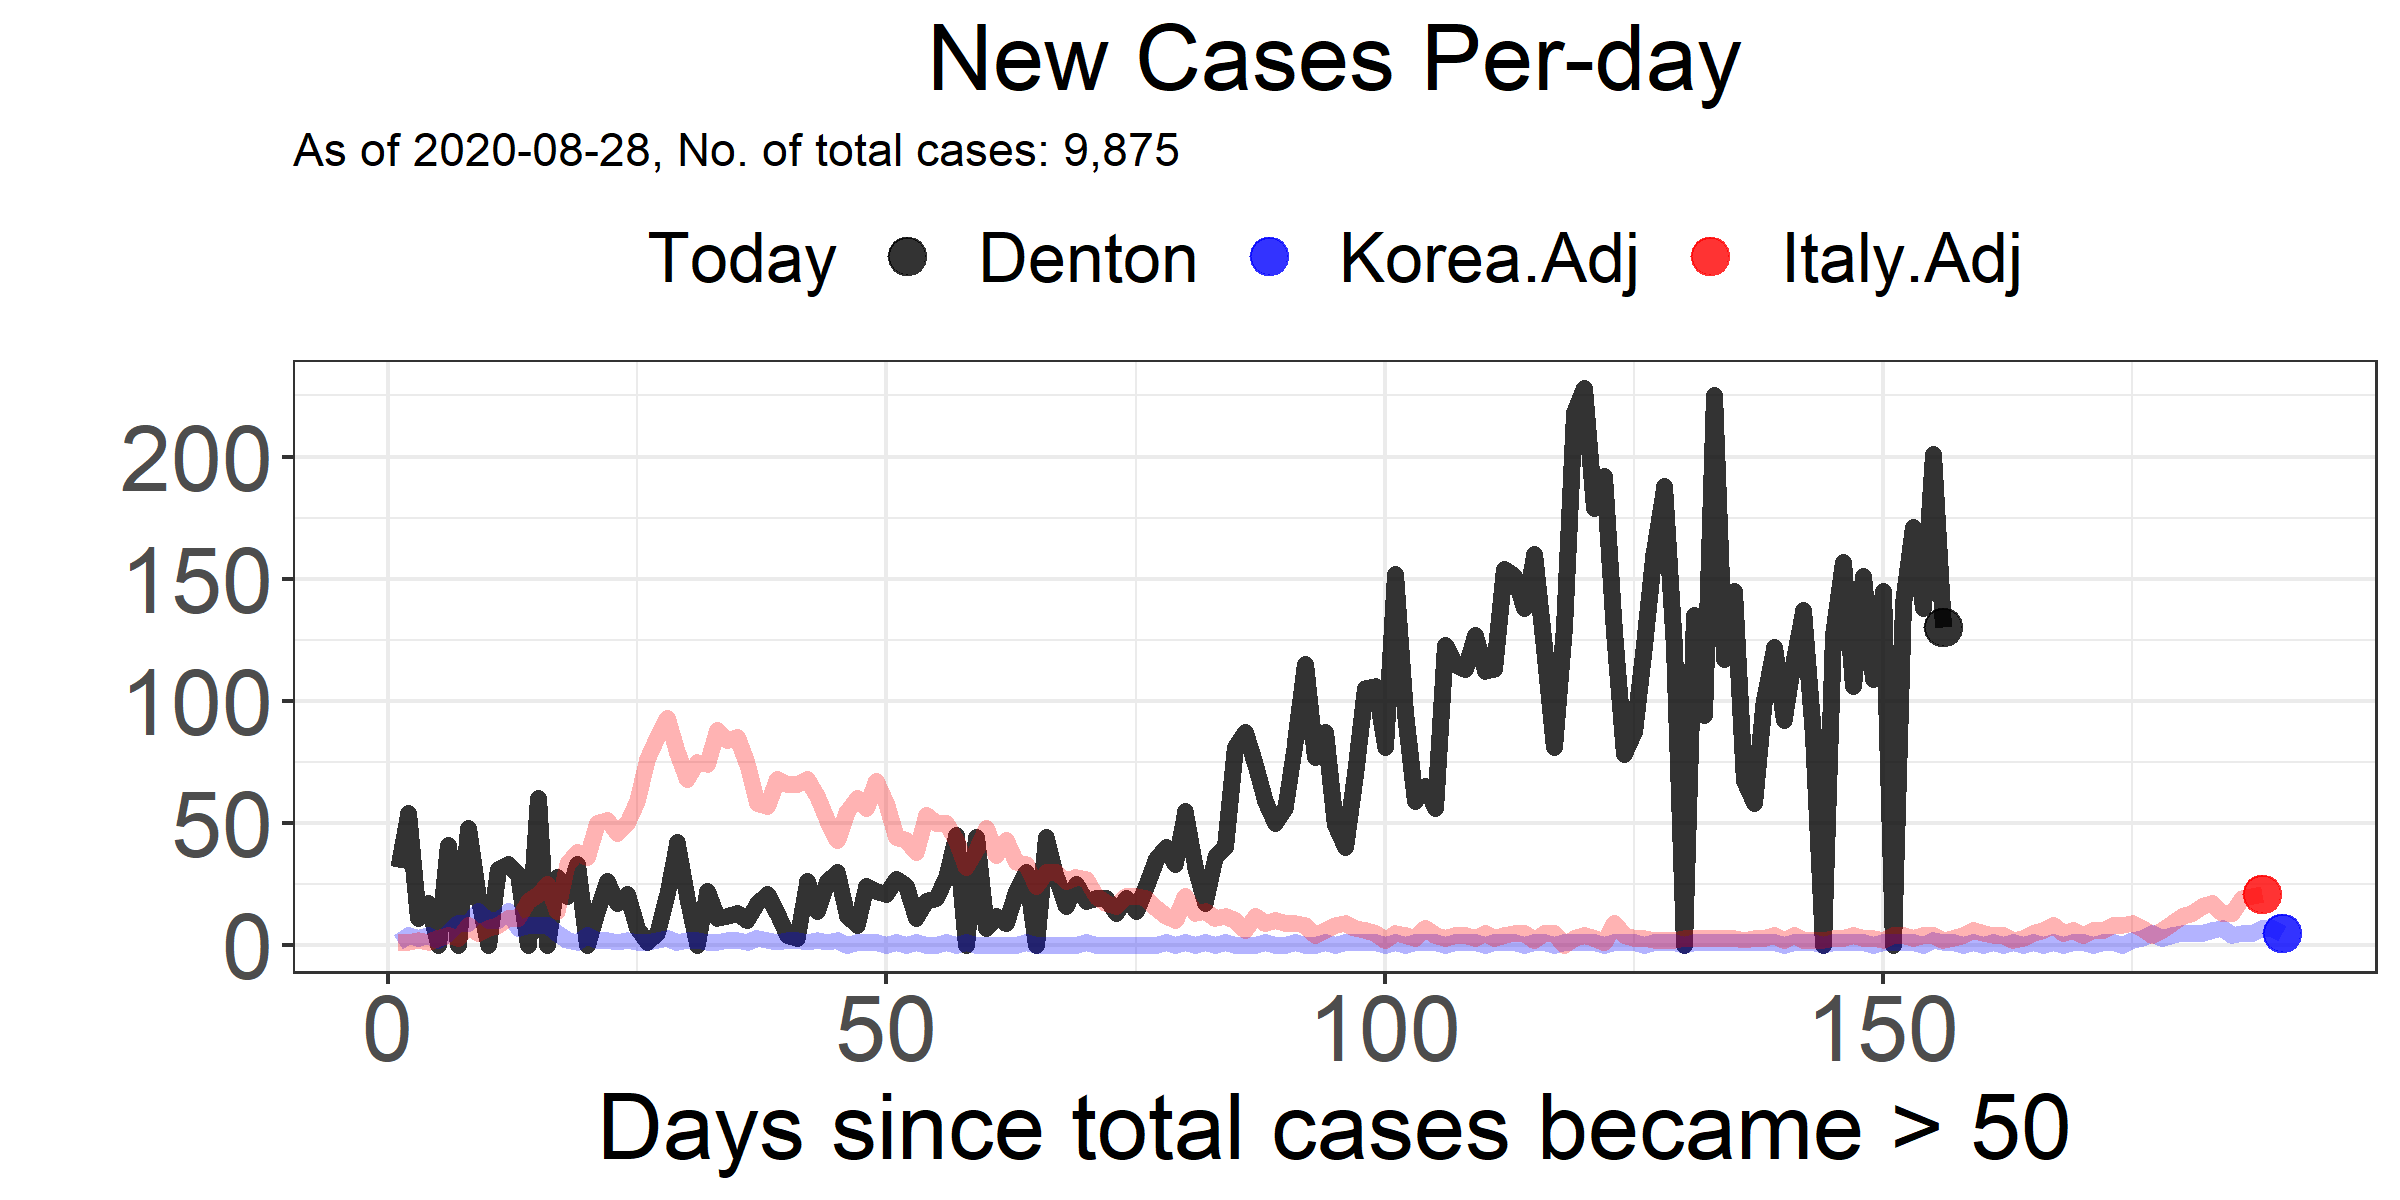 New Cases Per-day
As of 2020-08-28, No. of total cases: 9,875
Today Denton Korea.Adj Italy.Adj
200
150
100
50
0
0 50 100 150
Days since total cases became > 50